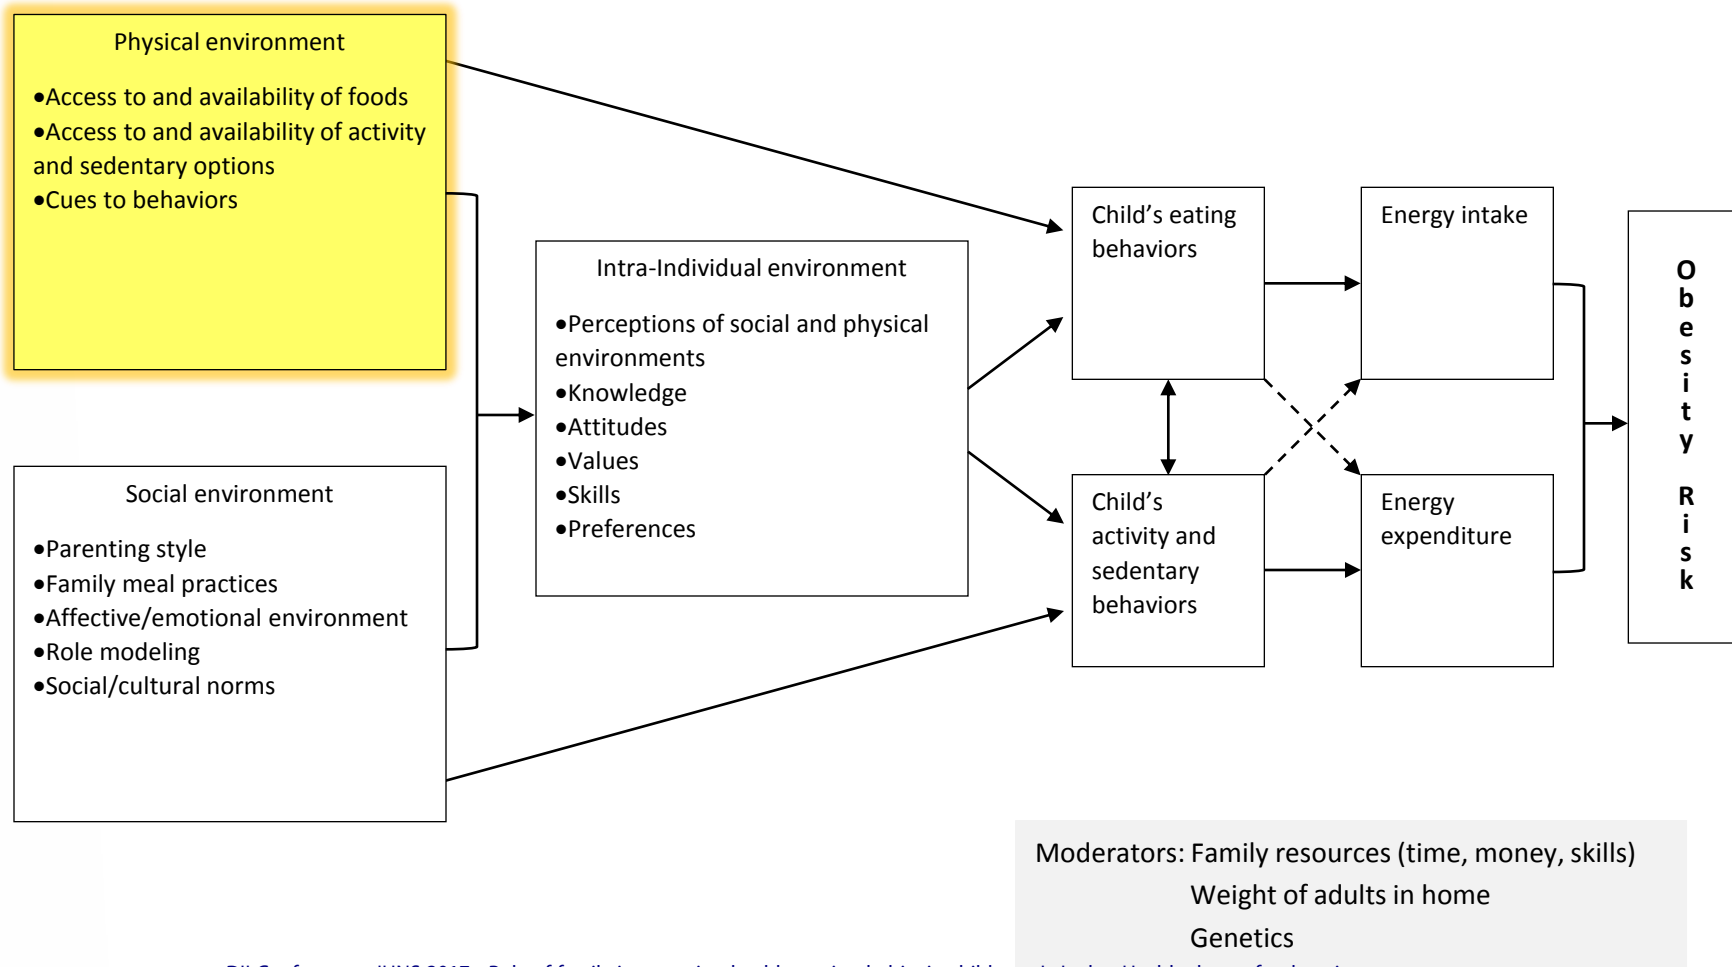 Physical environment
•Access to and availability of foods
•Access to and availability of activity
and sedentary options
•Cues to behaviors
Social environment
•Parenting style
•Family meal practices
•Affective/emotional environment
•Role modeling
•Social/cultural norms
Intra-Individual environment
•Perceptions of social and physical
environments
•Knowledge
•Attitudes
•Values
•Skills
•Preferences
Child’s eating
behaviors
Child’s
activity and
sedentary
behaviors
Energy intake
Energy
expenditure
Obesity Risk
Moderators: Family resources (time, money, skills)
Weight of adults in home
Genetics